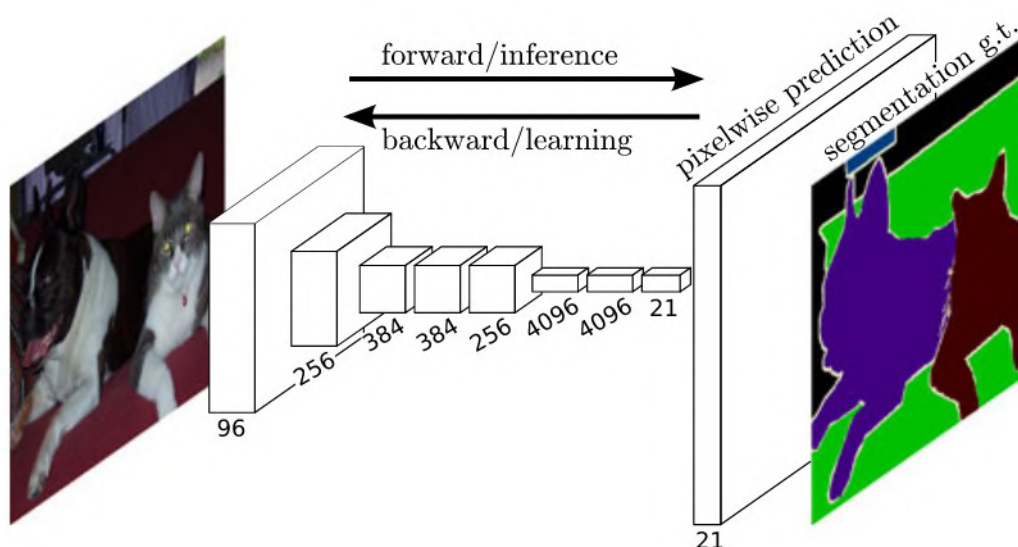 forward/inference
backward/learning
pixelwise prediction
segmentation g.t.
96
256
384
384
256
4096
4096
21
21